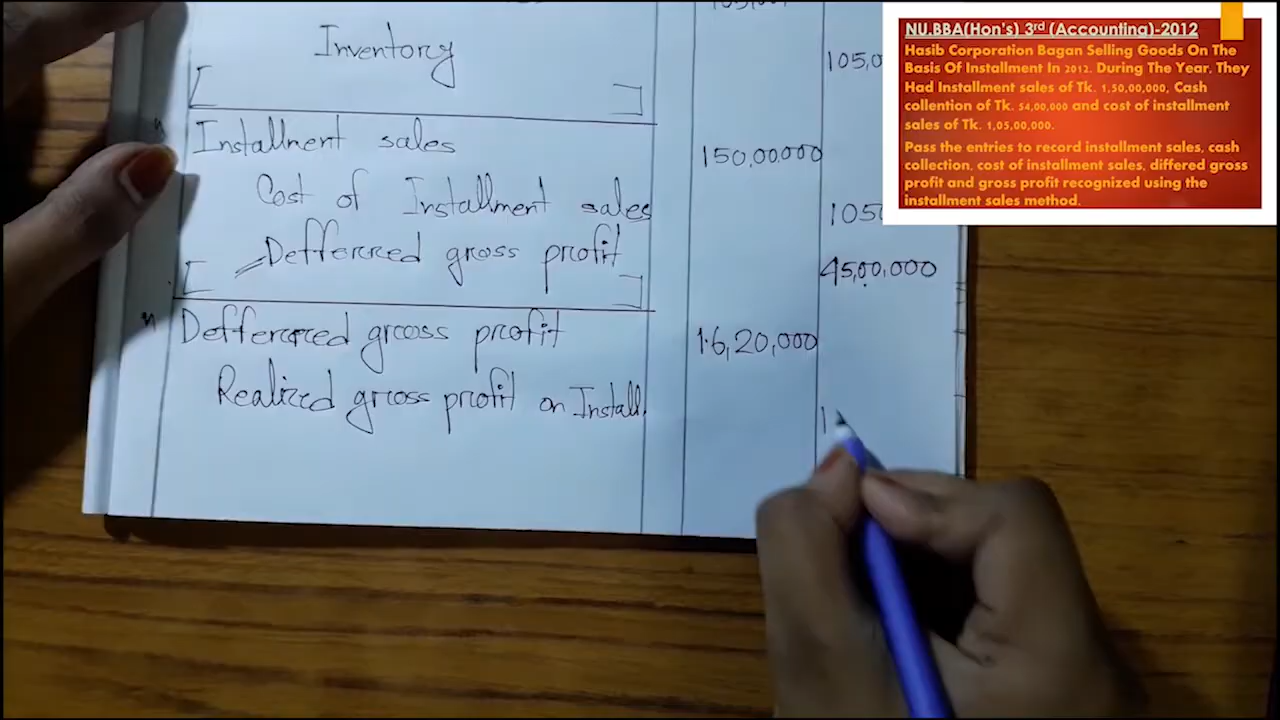 Inventory
105,0
Installment sales
150,00,000
Cost of Installment sales
105
Defferred gross profit
45,00,000
Defferred gross profit
16,20,000
Realized gross profit on Install.
1
NU.BBA(Hon's) 3rd (Accounting)-2012
Hasib Corporation Bagan Selling Goods On The
Basis Of Installment In 2012. During The Year, They
Had Installment sales of Tk. 1,50,00,000, Cash
collention of Tk. 54,00,000 and cost of installment
sales of Tk. 1,05,00,000.
Pass the entries to record installment sales, cash
collection, cost of installment sales, differed gross
profit and gross profit recognized using the
installment sales method.